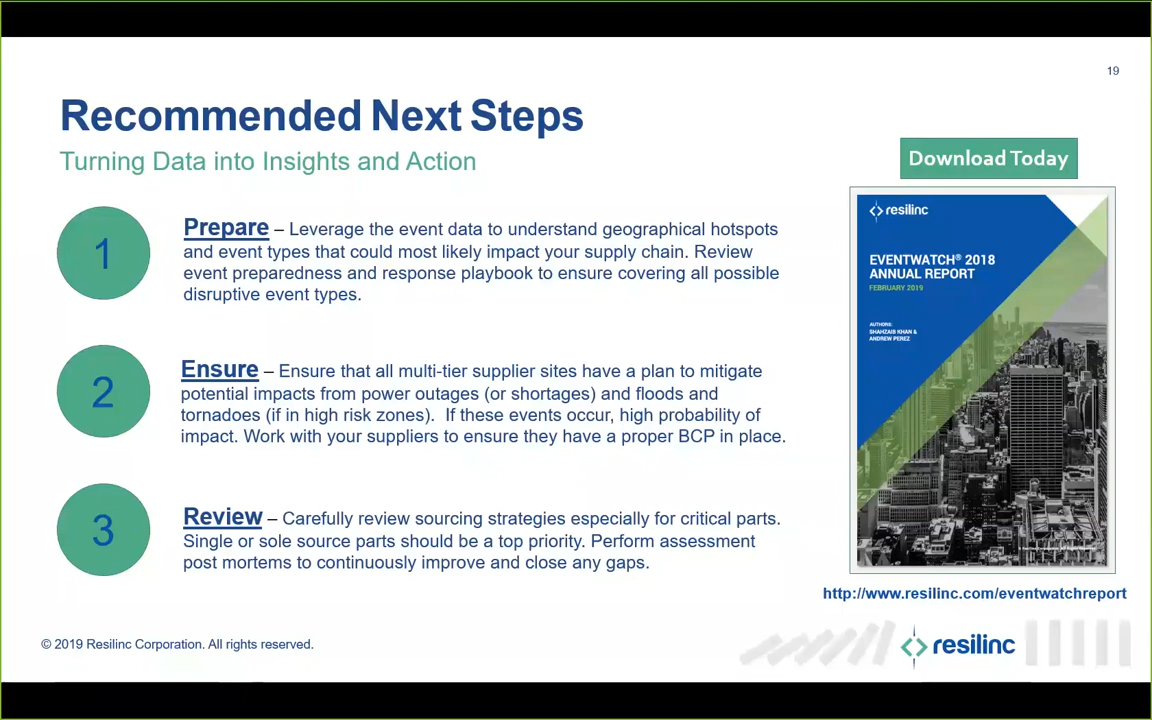 19
Recommended Next Steps
Turning Data into Insights and Action
1
Prepare – Leverage the event data to understand geographical hotspots
and event types that could most likely impact your supply chain. Review
event preparedness and response playbook to ensure covering all possible
disruptive event types.
2
Ensure – Ensure that all multi-tier supplier sites have a plan to mitigate
potential impacts from power outages (or shortages) and floods and
tornadoes (if in high risk zones).  If these events occur, high probability of
impact. Work with your suppliers to ensure they have a proper BCP in place.
3
Review – Carefully review sourcing strategies especially for critical parts.
Single or sole source parts should be a top priority. Perform assessment
post mortems to continuously improve and close any gaps.
Download Today
resilinc
EVENTWATCH® 2018
ANNUAL REPORT
FEBRUARY 2019
AUTHORS:
SHAHZAIB KHAN &
ANDREW PEREZ
http://www.resilinc.com/eventwatchreport
© 2019 Resilinc Corporation. All rights reserved.
resilinc